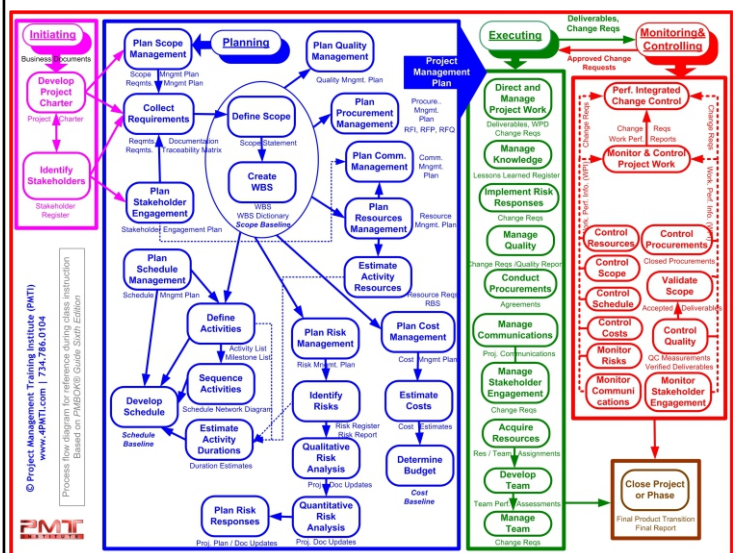 Initiating
Business Documents
Develop
Project
Charter
Project Charter
Identify
Stakeholders
Stakeholder
Register
© Project Management Training Institute (PMTI)
www.4PMTI.com | 734.786.0104
Process flow diagram for reference during class instruction
Based on PMBOK® Guide Sixth Edition
PMT
INSTITUTE
Planning
Plan Scope
Management
Scope Mngmt Plan
Reqmts. Mngmt Plan
Collect
Requirements
Reqmts. Documentation
Reqmts. Traceability Matrix
Plan
Stakeholder
Engagement
Stakeholder Engagement Plan
Define Scope
Scope Statement
Create
WBS
WBS
WBS Dictionary
Scope Baseline
Plan Quality
Management
Quality Mngmt. Plan
Plan
Procurement
Management
Procure..
Mngmt.
Plan
RFI, RFP, RFQ
Plan Comm.
Management
Comm.
Mngmt.
Plan
Plan
Resources
Management
Resource
Mngmt. Plan
Estimate
Activity
Resources
Resource Reqs
RBS
Plan
Schedule
Management
Schedule Mngmt Plan
Define
Activities
Activity List
Milestone List
Sequence
Activities
Schedule Network Diagram
Develop
Schedule
Schedule
Baseline
Estimate
Activity
Durations
Duration Estimates
Plan Risk
Management
Risk Mngmt. Plan
Identify
Risks
Risk Register
Risk Report
Qualitative
Risk
Analysis
Proj. Doc Updates
Quantitative
Risk
Analysis
Proj. Doc Updates
Plan Risk
Responses
Proj. Plan / Doc Updates
Plan Cost
Management
Cost Mngmt Plan
Estimate
Costs
Cost Estimates
Determine
Budget
Cost
Baseline
Project
Management
Plan
Executing
Deliverables,
Change Reqs
Approved Change
Requests
Direct and
Manage
Project Work
Deliverables, WPD
Change Reqs
Manage
Knowledge
Lessons Learned Register
Implement Risk
Responses
Change Reqs
Manage
Quality
Change Reqs /Quality Report
Conduct
Procurements
Agreements
Manage
Communications
Proj. Communications
Manage
Stakeholder
Engagement
Change Reqs
Acquire
Resources
Res / Team Assignments
Develop
Team
Team Perf. Assessments
Manage
Team
Change Reqs
Monitoring&
Controlling
Perf. Integrated
Change Control
Change Reqs
Work Perf. Reports
Monitor & Control
Project Work
Change Reqs
Work. Perf. Info. (WPI)
Change Reqs
Work. Perf. Info. (WPI)
Control
Resources
Control
Scope
Control
Schedule
Control
Costs
Monitor
Risks
Monitor
Communi
cations
Control
Procurements
Closed Procurements
Validate
Scope
Accepted Deliverables
Control
Quality
QC Measurements
Verified Deliverables
Monitor
Stakeholder
Engagement
Close Project
or Phase
Final Product Transition
Final Report